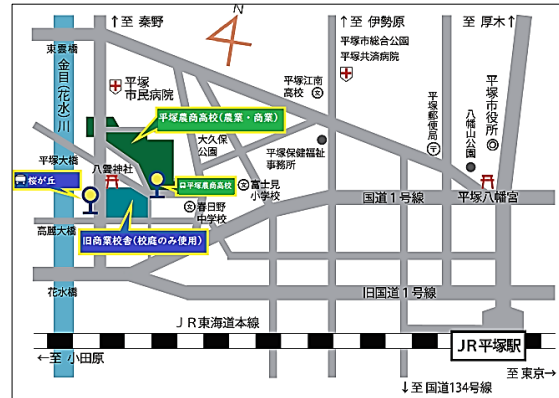 ↑至 秦野
↑至 伊勢原
至 厚木↑
東雲橋
平塚市総合公園
平塚共済病院
平塚
市民病院
平塚江南
高校
金目(花水)川
平塚農商高校(農業・商業)
大久保
公園
平塚郵便局
八幡山公園
平塚市役所
平塚保健福祉
事務所
平塚大橋
八雲神社
桜が丘
平塚農商高校
富士見
小学校
春日野
中学校
国道1号線
平塚八幡宮
高麗大橋
旧商業校舎(校庭のみ使用)
花水橋
旧国道1号線
JR東海道本線
JR平塚駅
←至 小田原
至 東京→
↓至 国道134号線